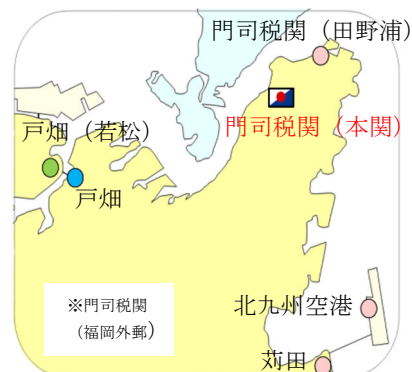 門司税関（田野浦）
門司税関（本関）
戸畑（若松）
戸畑
※門司税関
（福岡外郵）
北九州空港
苅田